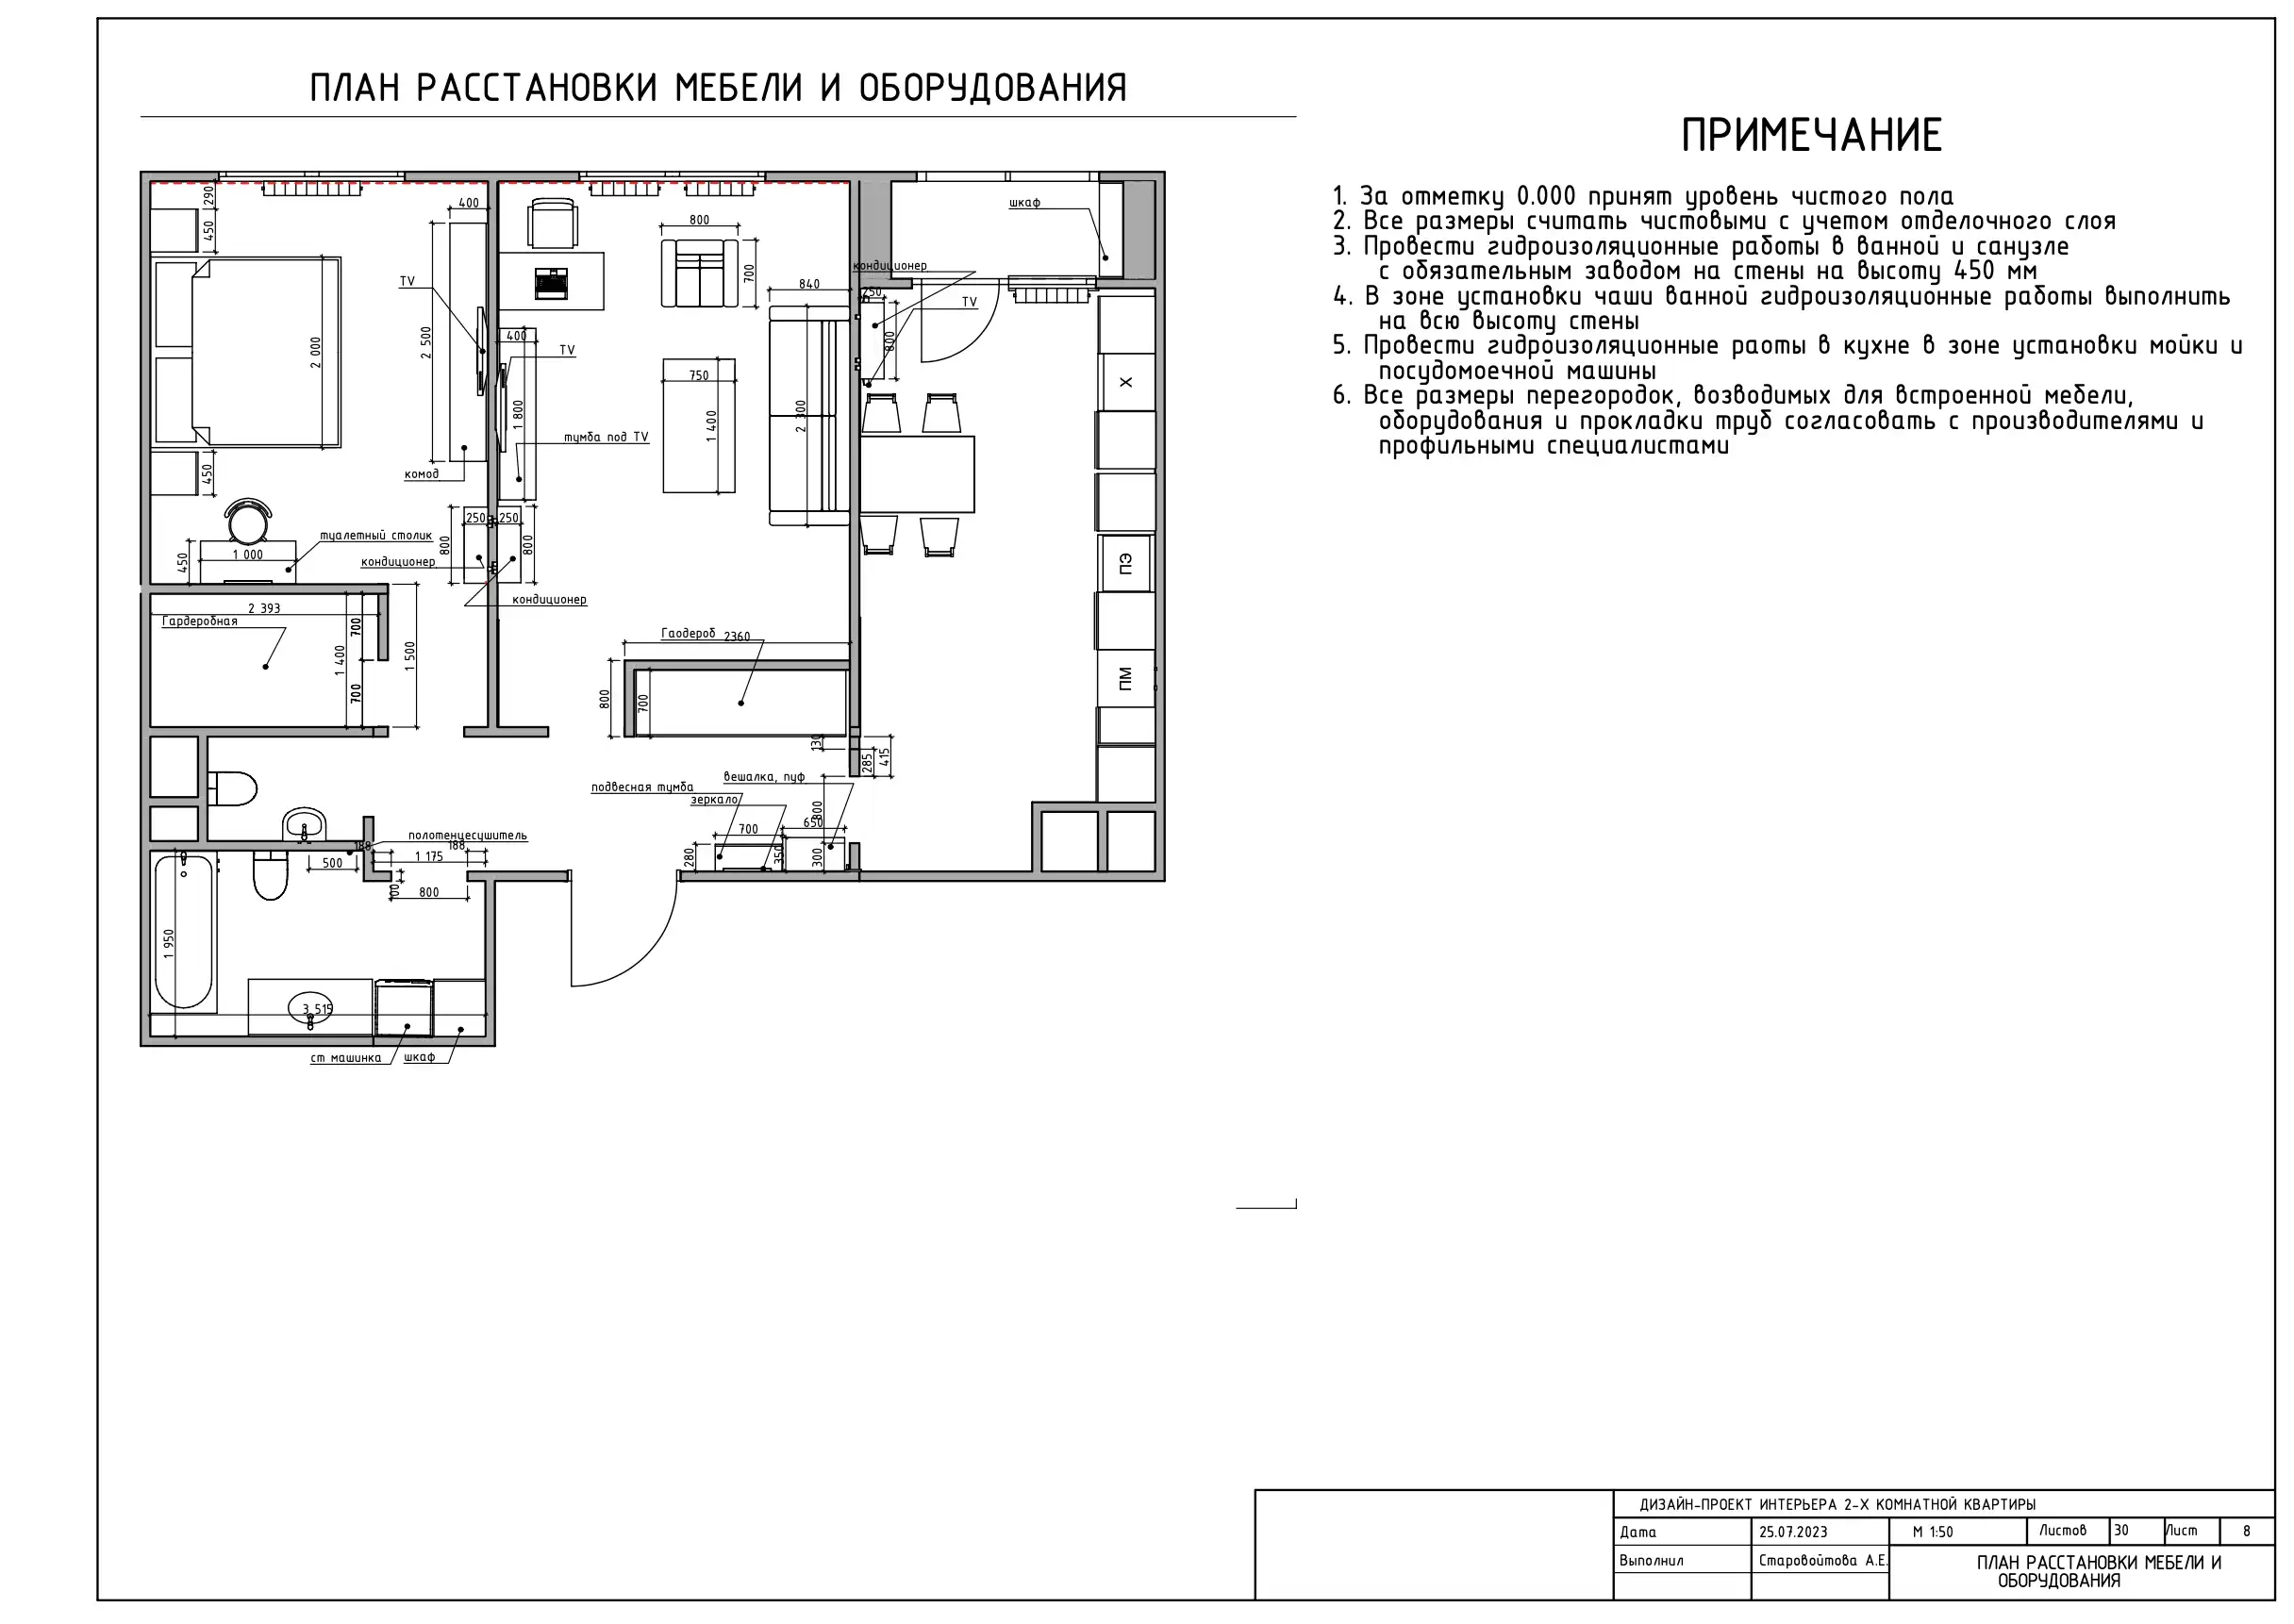 ПЛАН РАССТАНОВКИ МЕБЕЛИ И ОБОРУДОВАНИЯ
ПРИМЕЧАНИЕ
1. За отметку 0.000 принят уровень чистого пола
2. Все размеры считать чистовыми с учетом отделочного слоя
3. Провести гидроизоляционные работы в ванной и санузле
с обязательным заводом на стены на высоту 450 мм
4. В зоне установки чаши ванной гидроизоляционные работы выполнить
на всю высоту стены
5. Провести гидроизоляционные раоты в кухне в зоне установки мойки и
посудомоечной машины
6. Все размеры перегородок, возводимых для встроенной мебели,
оборудования и прокладки труб согласовать с производителями и
профильными специалистами
290
450
400
TV
2 500
2 000
комод
450
туалетный столик
1 000
450
кондиционер
800
250
250
800
кондиционер
400
TV
1 800
тумба под TV
800
700
840
750
1 400
2 300
шкаф
кондиционер
250
TV
800
Х
ПЭ
ПМ
2 393
Гардеробная
700
1 400
700
1 500
Гаодероб
2360
800
700
130
285
415
вешалка, пуф
подвесная тумба
зеркало
800
700
650
280
350
300
полотенцесушитель
188
188
1 175
500
100
800
1 950
3 515
ст машинка
шкаф
ДИЗАЙН-ПРОЕКТ ИНТЕРЬЕРА 2-Х КОМНАТНОЙ КВАРТИРЫ
Дата
25.07.2023
М 1:50
Листов
30
Лист
8
Выполнил
Старовойтова А.Е.
ПЛАН РАССТАНОВКИ МЕБЕЛИ И
ОБОРУДОВАНИЯ